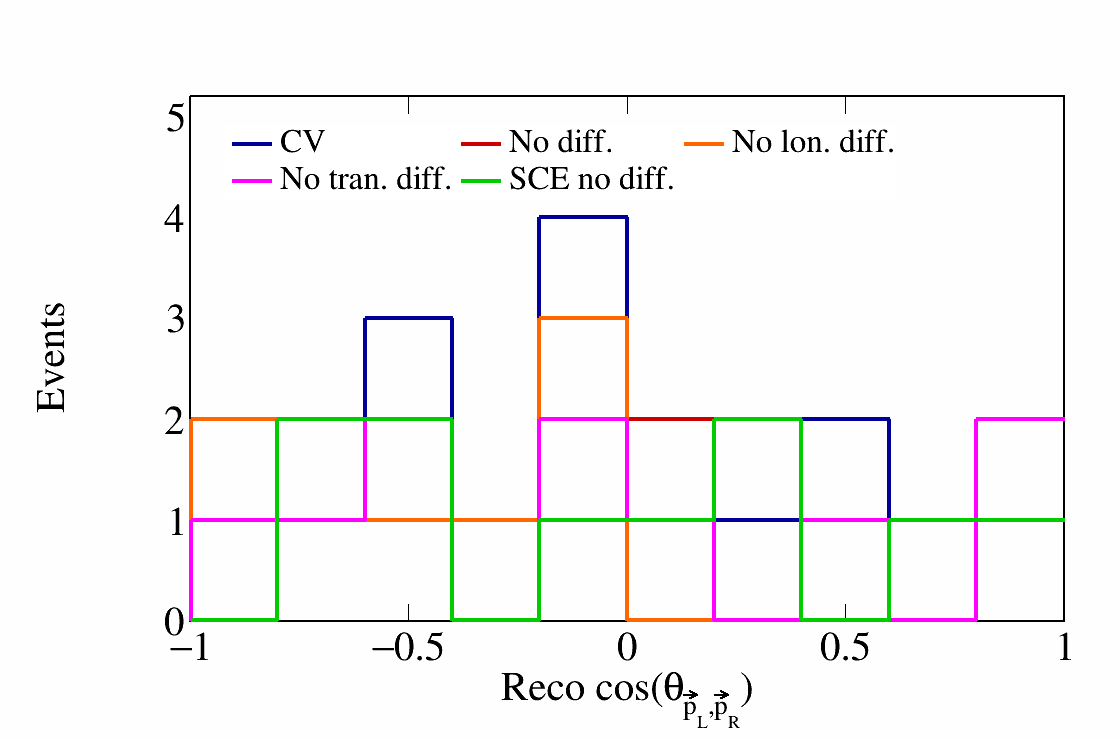 5
CV No diff. No lon. diff.
No tran. diff. SCE no diff.
4
3
2
1
0
Events
−1 −0.5 0 0.5 1
Reco cos(θ p⃗L,p⃗R)